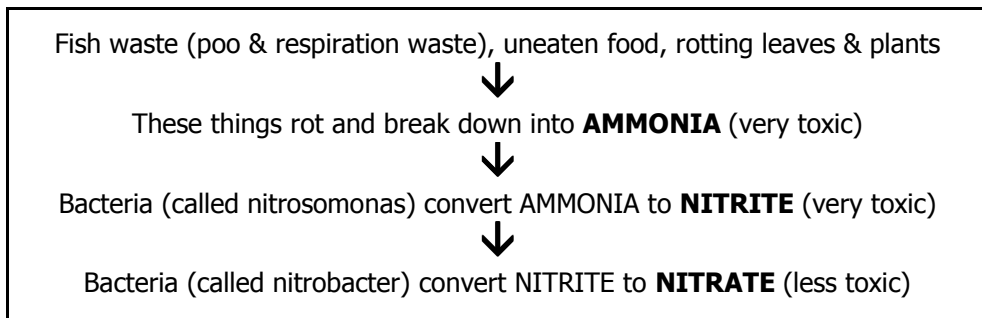 Fish waste (poo & respiration waste), uneaten food, rotting leaves & plants
These things rot and break down into AMMONIA (very toxic)
Bacteria (called nitrosomonas) convert AMMONIA to NITRITE (very toxic)
Bacteria (called nitrobacter) convert NITRITE to NITRATE (less toxic)